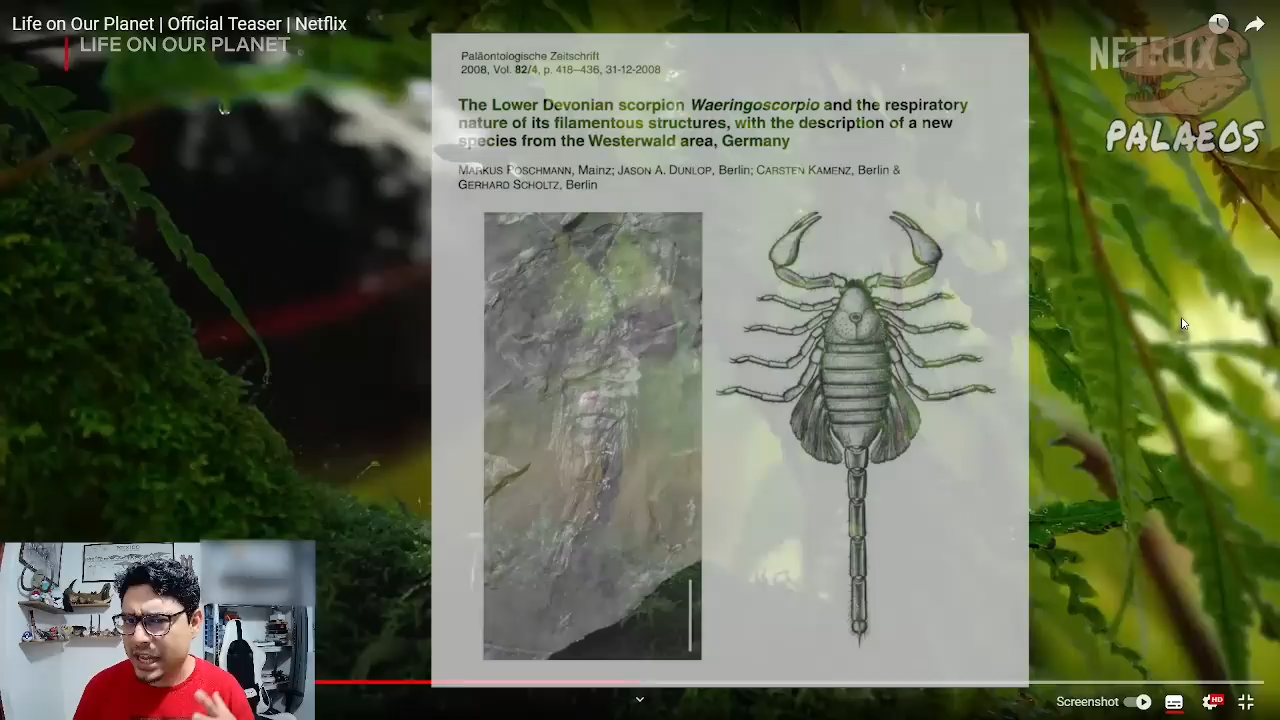 Life on Our Planet | Official Teaser | Netflix
LIFE ON OUR PLANET
NETFLIX
PALAEOS
Paläontologische Zeitschrift
2008, Vol. 82/4, p. 418–436, 31-12-2008
The Lower Devonian scorpion Waeringoscorpio and the respiratory
nature of its filamentous structures, with the description of a new
species from the Westerwald area, Germany
MARKUS POSCHMANN, Mainz; JASON A. DUNLOP, Berlin; CARSTEN KAMENZ, Berlin &
GERHARD SCHOLTZ, Berlin
Screenshot
HD